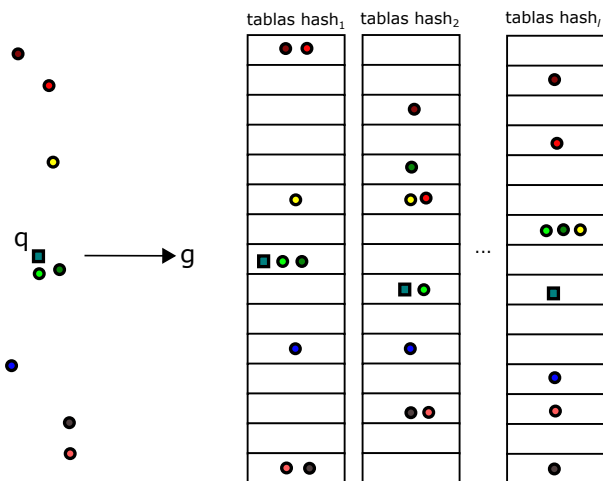 tablas hash₁
tablas hash₂
tablas hashₗ
q
g
...